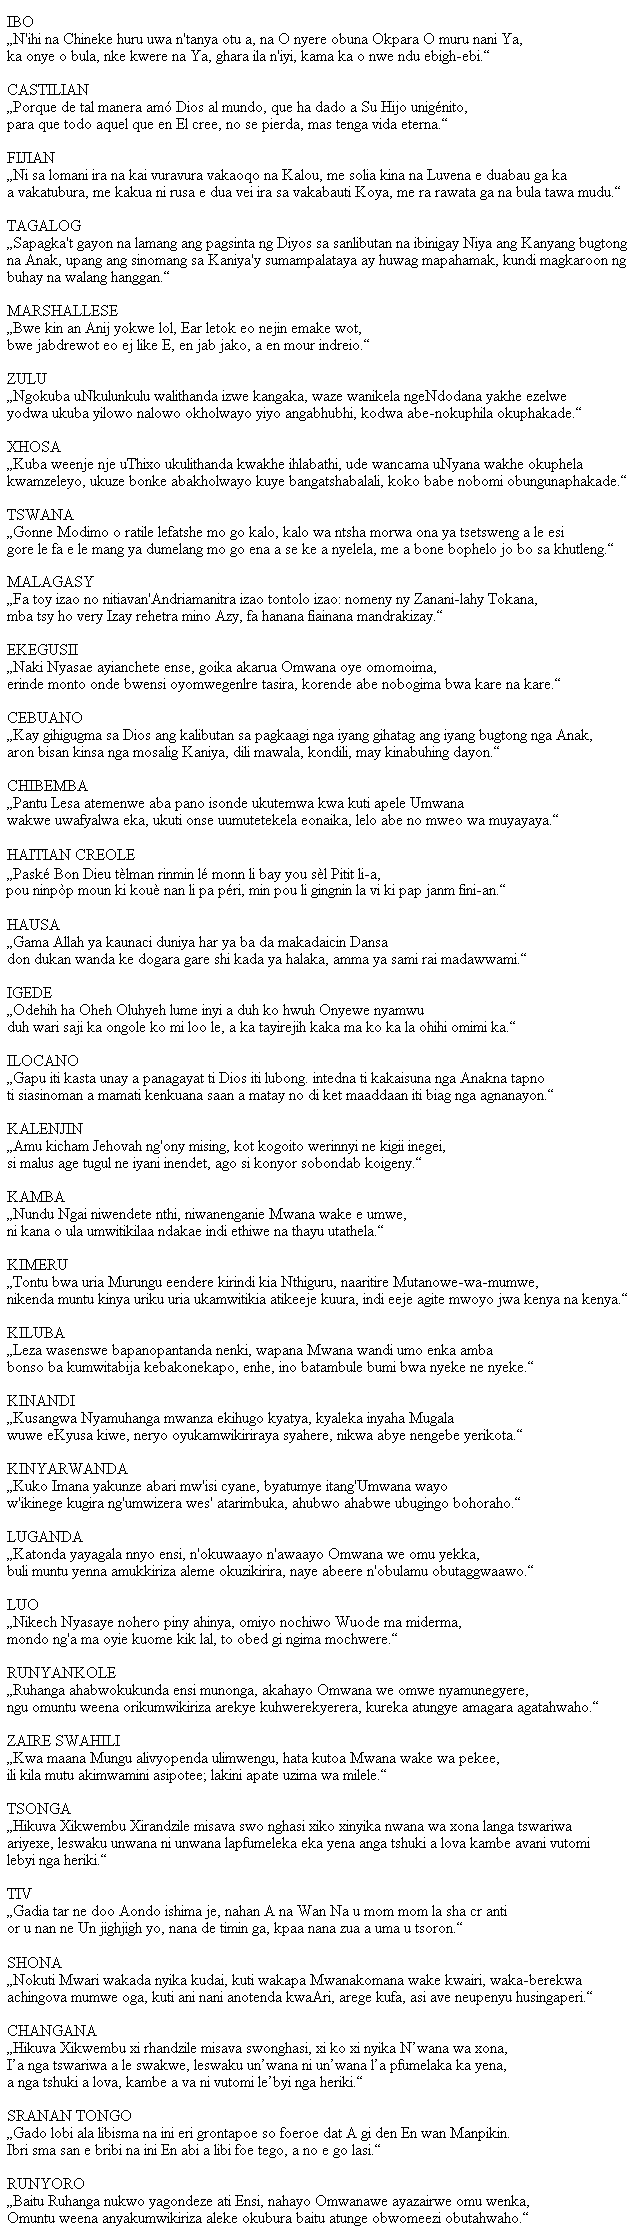 IBO
„N'ihi na Chineke huru uwa n'tanya otu a, na O nyere obuna Okpara O muru nani Ya,
ka onye o bula, nke kwere na Ya, ghara ila n'iyi, kama ka o nwe ndu ebigh-ebi.“
CASTILIAN
„Porque de tal manera amó Dios al mundo, que ha dado a Su Hijo unigénito,
para que todo aquel que en El cree, no se pierda, mas tenga vida eterna.“
FIJIAN
„Ni sa lomani ira na kai vuravura vakaoqo na Kalou, me solia kina na Luvena e duabau ga ka
a vakatubura, me kakua ni rusa e dua vei ira sa vakabauti Koya, me ra rawata ga na bula tawa mudu.“
TAGALOG
„Sapagka't gayon na lamang ang pagsinta ng Diyos sa sanlibutan na ibinigay Niya ang Kanyang bugtong
na Anak, upang ang sinomang sa Kaniya'y sumampalataya ay huwag mapahamak, kundi magkaroon ng
buhay na walang hanggan.“
MARSHALLESE
„Bwe kin an Anij yokwe lol, Ear letok eo nejin emake wot,
bwe jabdrewot eo ej like E, en jab jako, a en mour indreio.“
ZULU
„Ngokuba uNkulunkulu walithanda izwe kangaka, waze wanikela ngeNdodana yakhe ezelwe
yodwa ukuba yilowo nalowo okholwayo yiyo angabhubhi, kodwa abe-nokuphila okuphakade.“
XHOSA
„Kuba weenje nje uThixo ukulithanda kwakhe ihlabathi, ude wancama uNyana wakhe okuphela
kwamzeleyo, ukuze bonke abakholwayo kuye bangatshabalali, koko babe nobomi obungunaphakade.“
TSWANA
„Gonne Modimo o ratile lefatshe mo go kalo, kalo wa ntsha morwa ona ya tsetsweng a le esi
gore le fa e le mang ya dumelang mo go ena a se ke a nyelela, me a bone bophelo jo bo sa khutleng.“
MALAGASY
„Fa toy izao no nitiavan'Andriamanitra izao tontolo izao: nomeny ny Zanani-lahy Tokana,
mba tsy ho very Izay rehetra mino Azy, fa hanana fiainana mandrakizay.“
EKEGUSII
„Naki Nyasae ayianchete ense, goika akarua Omwana oye omomoima,
erinde monto onde bwensi oyomwegenlre tasira, korende abe nobogima bwa kare na kare.“
CEBUANO
„Kay gihigugma sa Dios ang kalibutan sa pagkaagi nga iyang gihatag ang iyang bugtong nga Anak,
aron bisan kinsa nga mosalig Kaniya, dili mawala, kondili, may kinabuhing dayon.“
CHIBEMBA
„Pantu Lesa atemenwe aba pano isonde ukutemwa kwa kuti apele Umwana
wakwe uwafyalwa eka, ukuti onse uumutetekela eonaika, lelo abe no mweo wa muyayaya.“
HAITIAN CREOLE
„Paské Bon Dieu tèlman rinmin lé monn li bay you sèl Pitit li-a,
pou ninpòp moun ki kouè nan li pa péri, min pou li gingnin la vi ki pap janm fini-an.“
HAUSA
„Gama Allah ya kaunaci duniya har ya ba da makadaicin Dansa
don dukan wanda ke dogara gare shi kada ya halaka, amma ya sami rai madawwami.“
IGEDE
„Odehih ha Oheh Oluhyeh lume inyi a duh ko hwuh Onyewe nyamwu
duh wari saji ka ongole ko mi loo le, a ka tayirejih kaka ma ko ka la ohihi omimi ka.“
ILOCANO
„Gapu iti kasta unay a panagayat ti Dios iti lubong. intedna ti kakaisuna nga Anakna tapno
ti siasinoman a mamati kenkuana saan a matay no di ket maaddaan iti biag nga agnanayon.“
KALENJIN
„Amu kicham Jehovah ng'ony mising, kot kogoito werinnyi ne kigii inegei,
si malus age tugul ne iyani inendet, ago si konyor sobondab koigeny.“
KAMBA
„Nundu Ngai niwendete nthi, niwanenganie Mwana wake e umwe,
ni kana o ula umwitikilaa ndakae indi ethiwe na thayu utathela.“
KIMERU
„Tontu bwa uria Murungu eendere kirindi kia Nthiguru, naaritire Mutanowe-wa-mumwe,
nikenda muntu kinya uriku uria ukamwitikia atikeeje kuura, indi eeje agite mwoyo jwa kenya na kenya.“
KILUBA
„Leza wasenswe bapanopantanda nenki, wapana Mwana wandi umo enka amba
bonso ba kumwitabija kebakonekapo, enhe, ino batambule bumi bwa nyeke ne nyeke.“
KINANDI
„Kusangwa Nyamuhanga mwanza ekihugo kyatya, kyaleka inyaha Mugala
wuwe eKyusa kiwe, neryo oyukamwikiriraya syahere, nikwa abye nengebe yerikota.“
KINYARWANDA
„Kuko Imana yakunze abari mw'isi cyane, byatumye itang'Umwana wayo
w'ikinege kugira ng'umwizera wes' atarimbuka, ahubwo ahabwe ubugingo bohoraho.“
LUGANDA
„Katonda yayagala nnyo ensi, n'okuwaayo n'awaayo Omwana we omu yekka,
buli muntu yenna amukkiriza aleme okuzikirira, naye abeere n'obulamu obutaggwaawo.“
LUO
„Nikech Nyasaye nohero piny ahinya, omiyo nochiwo Wuode ma miderma,
mondo ng'a ma oyie kuome kik lal, to obed gi ngima mochwere.“
RUNYANKOLE
„Ruhanga ahabwokukunda ensi munonga, akahayo Omwana we omwe nyamunegyere,
ngu omuntu weena orikumwikiriza arekye kuhwerekyerera, kureka atungye amagara agatahwaho.“
ZAIRE SWAHILI
„Kwa maana Mungu alivyopenda ulimwengu, hata kutoa Mwana wake wa pekee,
ili kila mutu akimwamini asipotee; lakini apate uzima wa milele.“
TSONGA
„Hikuva Xikwembu Xirandzile misava swo nghasi xiko xinyika nwana wa xona langa tswariwa
ariyexe, leswaku unwana ni unwana lapfumeleka eka yena anga tshuki a lova kambe avani vutomi
lebyi nga heriki.“
TIV
„Gadia tar ne doo Aondo ishima je, nahan A na Wan Na u mom mom la sha cr anti
or u nan ne Un jighjigh yo, nana de timin ga, kpaa nana zua a uma u tsoron.“
SHONA
„Nokuti Mwari wakada nyika kudai, kuti wakapa Mwanakomana wake kwairi, waka-berekwa
achingova mumwe oga, kuti ani nani anotenda kwaAri, arege kufa, asi ave neupenyu husingaperi.“
CHANGANA
„Hikuva Xikwembu xi rhandzile misava swonghasi, xi ko xi nyika N’wana wa xona,
I’a nga tswariwa a le swakwe, leswaku un’wana ni un’wana l’a pfumelaka ka yena,
a nga tshuki a lova, kambe a va ni vutomi le’byi nga heriki.“
SRANAN TONGO
„Gado lobi ala libisma na ini eri grontapoe so foeroe dat A gi den En wan Manpikin.
Ibri sma san e bribi na ini En abi a libi foe tego, a no e go lasi.“
RUNYORO
„Baitu Ruhanga nukwo yagondeze ati Ensi, nahayo Omwanawe ayazairwe omu wenka,
Omuntu weena anyakumwikiriza aleke okubura baitu atunge obwomeezi obutahwaho.“